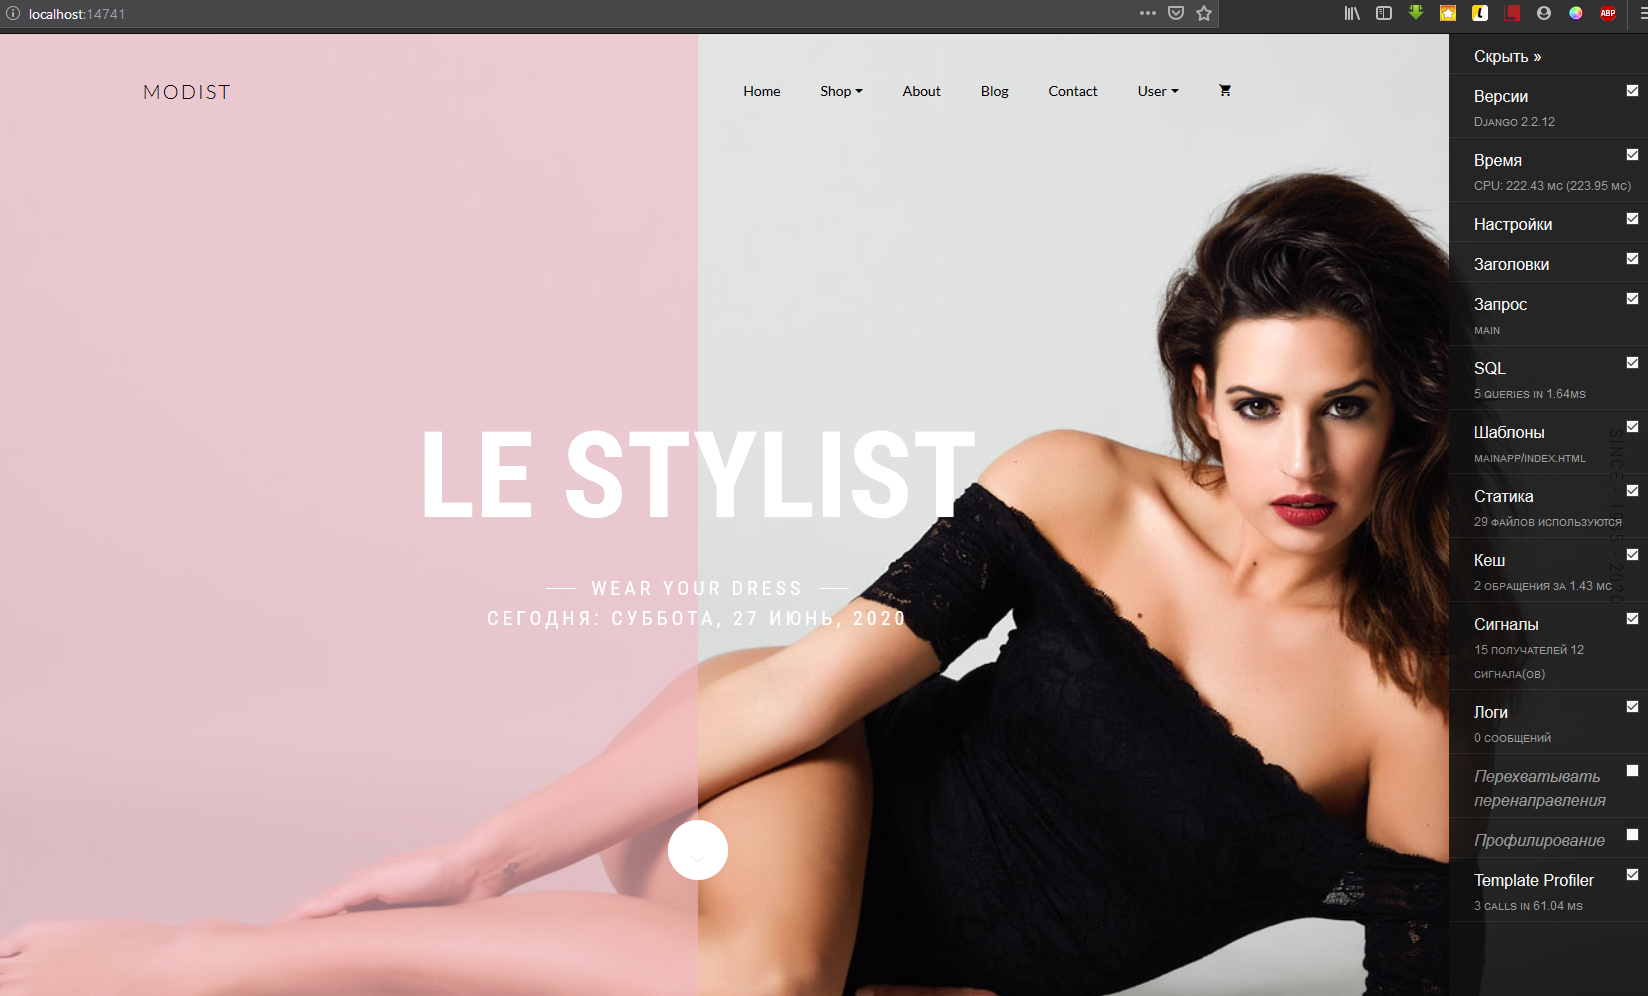 localhost:14741
ABP
MODIST
Home
Shop
About
Blog
Contact
User
LE STYLIST
WEAR YOUR DRESS
СЕГОДНЯ: СУББОТА, 27 ИЮНЬ, 2020
Скрыть »
Версии
Django 2.2.12
Время
CPU: 222.43 мс (223.95 мс)
Настройки
Заголовки
Запрос
main
SQL
5 queries in 1.64ms
Шаблоны
mainapp/index.html
Статика
29 файлов используются
Кеш
2 обращения за 1.43 мс
Сигналы
15 получателей 12
сигнала(ов)
Логи
0 сообщений
Перехватывать
перенаправления
Профилирование
Template Profiler
3 calls in 61.04 ms